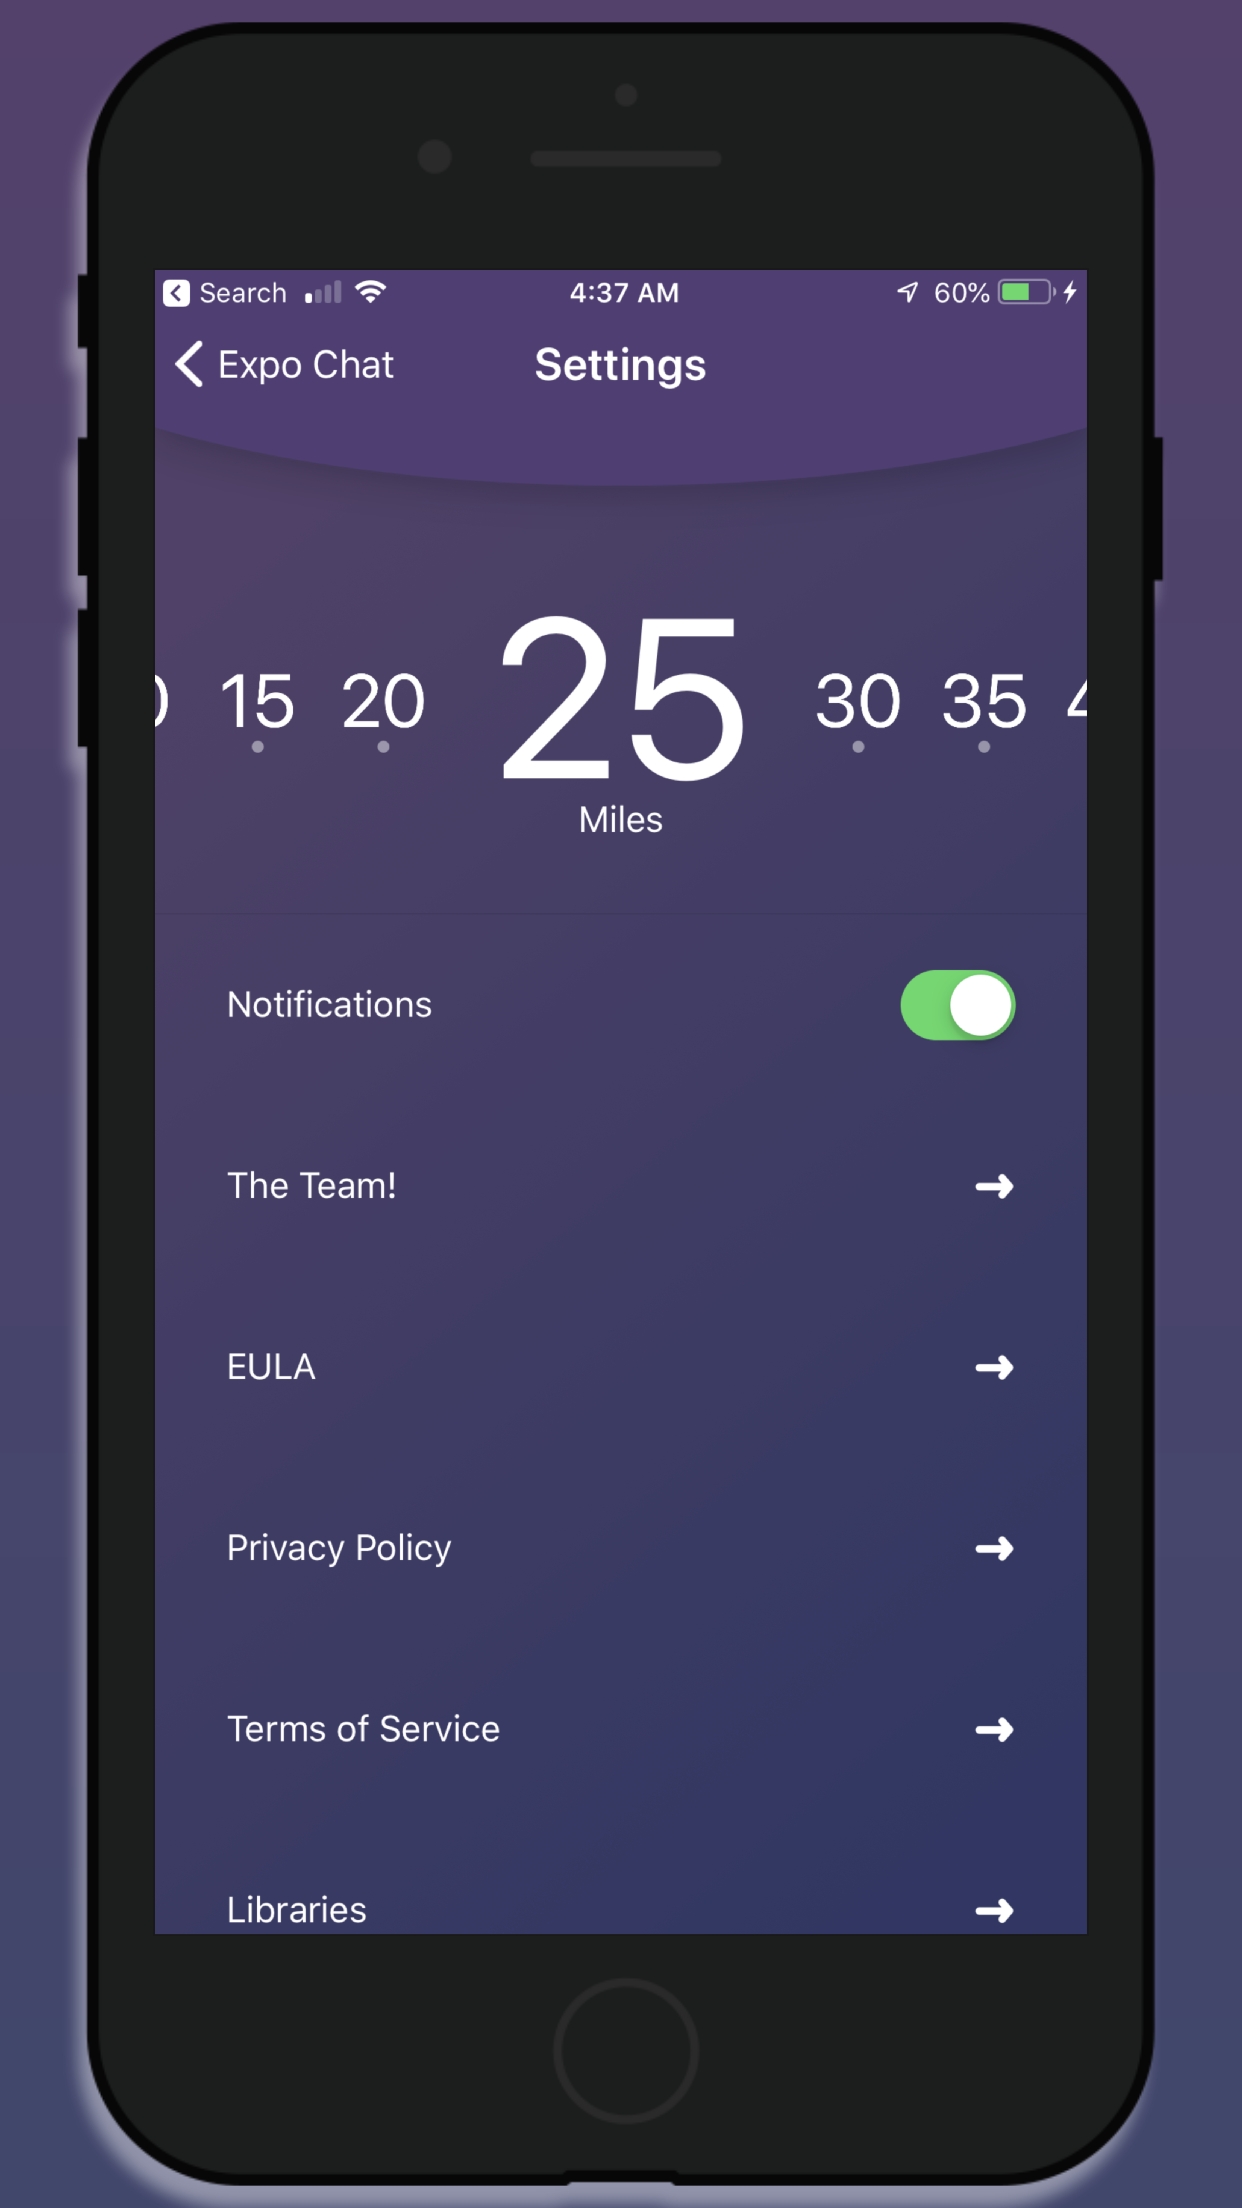 Search 4:37 AM 60%
Expo Chat Settings
15 20 25 30 35
Miles
Notifications
The Team!
EULA
Privacy Policy
Terms of Service
Libraries